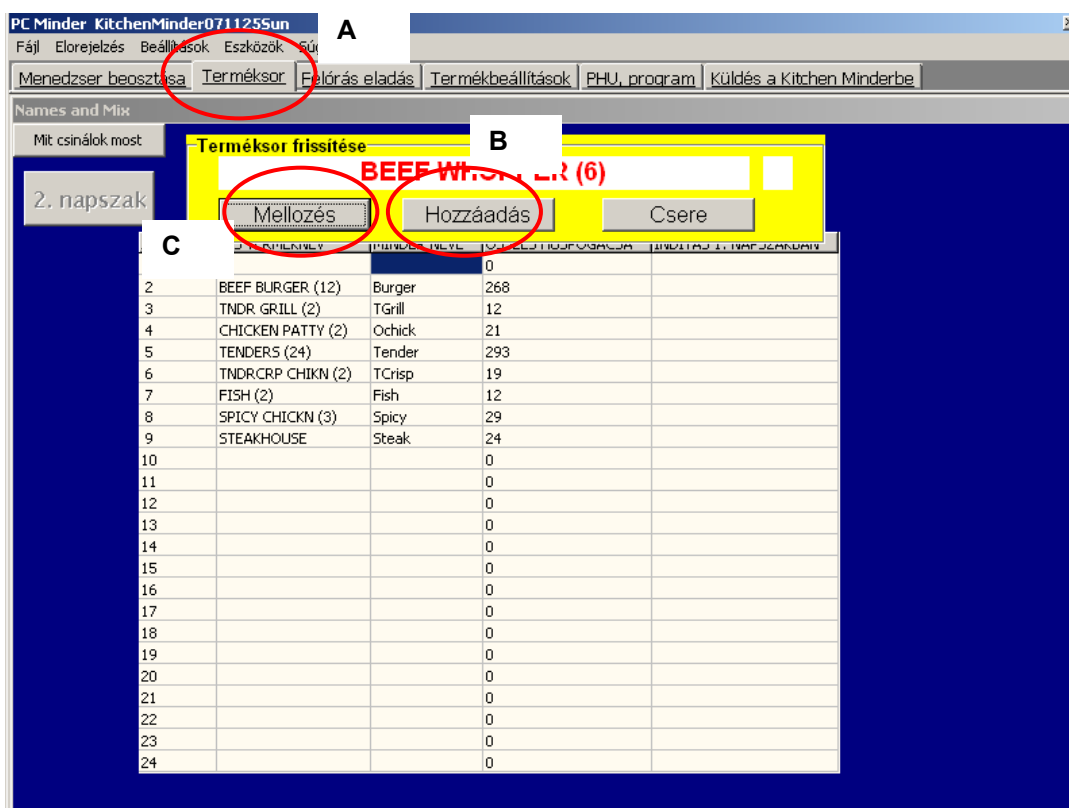 PC Minder KitchenMinder071125Sun
A
Fájl Elorejelzés Beállítások Eszközök
Menedzser beosztása Terméksor Félórás eladás Termékbeállítások PHU, program Küldés a Kitchen Minderbe
Names and Mix
Mit csinálok most
B
Terméksor frissítése
BEEF WHOPPER (6)
2. napszak
Mellozés Hozzáadás Csere
C
0
2 BEEF BURGER (12) Burger 268
3 TNDR GRILL (2) TGrill 12
4 CHICKEN PATTY (2) Ochick 21
5 TENDERS (24) Tender 293
6 TNDRCRP CHIKN (2) TCrisp 19
7 FISH (2) Fish 12
8 SPICY CHICKN (3) Spicy 29
9 STEAKHOUSE Steak 24
10 0
11 0
12 0
13 0
14 0
15 0
16 0
17 0
18 0
19 0
20 0
21 0
22 0
23 0
24 0